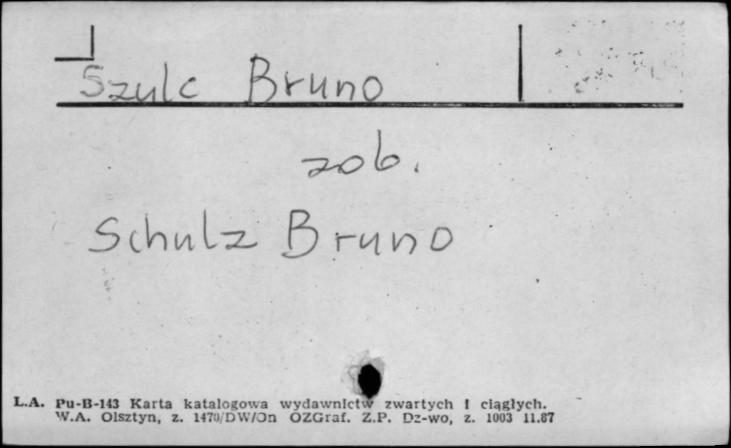 Szulc Bruno
zob.
Schulz Bruno
L.A. Pu-B-143 Karta katalogowa wydawnictw zwartych i ciągłych.
W.A. Olsztyn, z. 1470/DW/On OZGraf. Z.P. Dz-wo, z. 1003 11.87